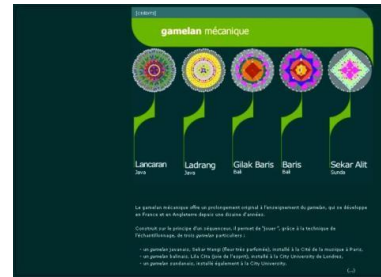 [crédits]
gamelan mécanique
Lancaran
Java
Ladrang
Java
Gilak Baris
Bali
Baris
Bali
Sekar Alit
Sunda
Le gamelan mécanique offre un prolongement original à l'enseignement du gamelan, qui se développe
en France et en Angleterre depuis une dizaine d'années.
Construit sur le principe d'un séquenceur, il permet de "jouer", grâce à la technique de
l'échantillonnage, de trois gamelan particuliers :
- un gamelan javanais, Sekar Wangi (fleur très parfumée), installé à la Cité de la musique à Paris,
- un gamelan balinais, Lila Cita (joie de l'esprit), installé à la City University de Londres,
- un gamelan sundanais, installé également à la City University.
(...)